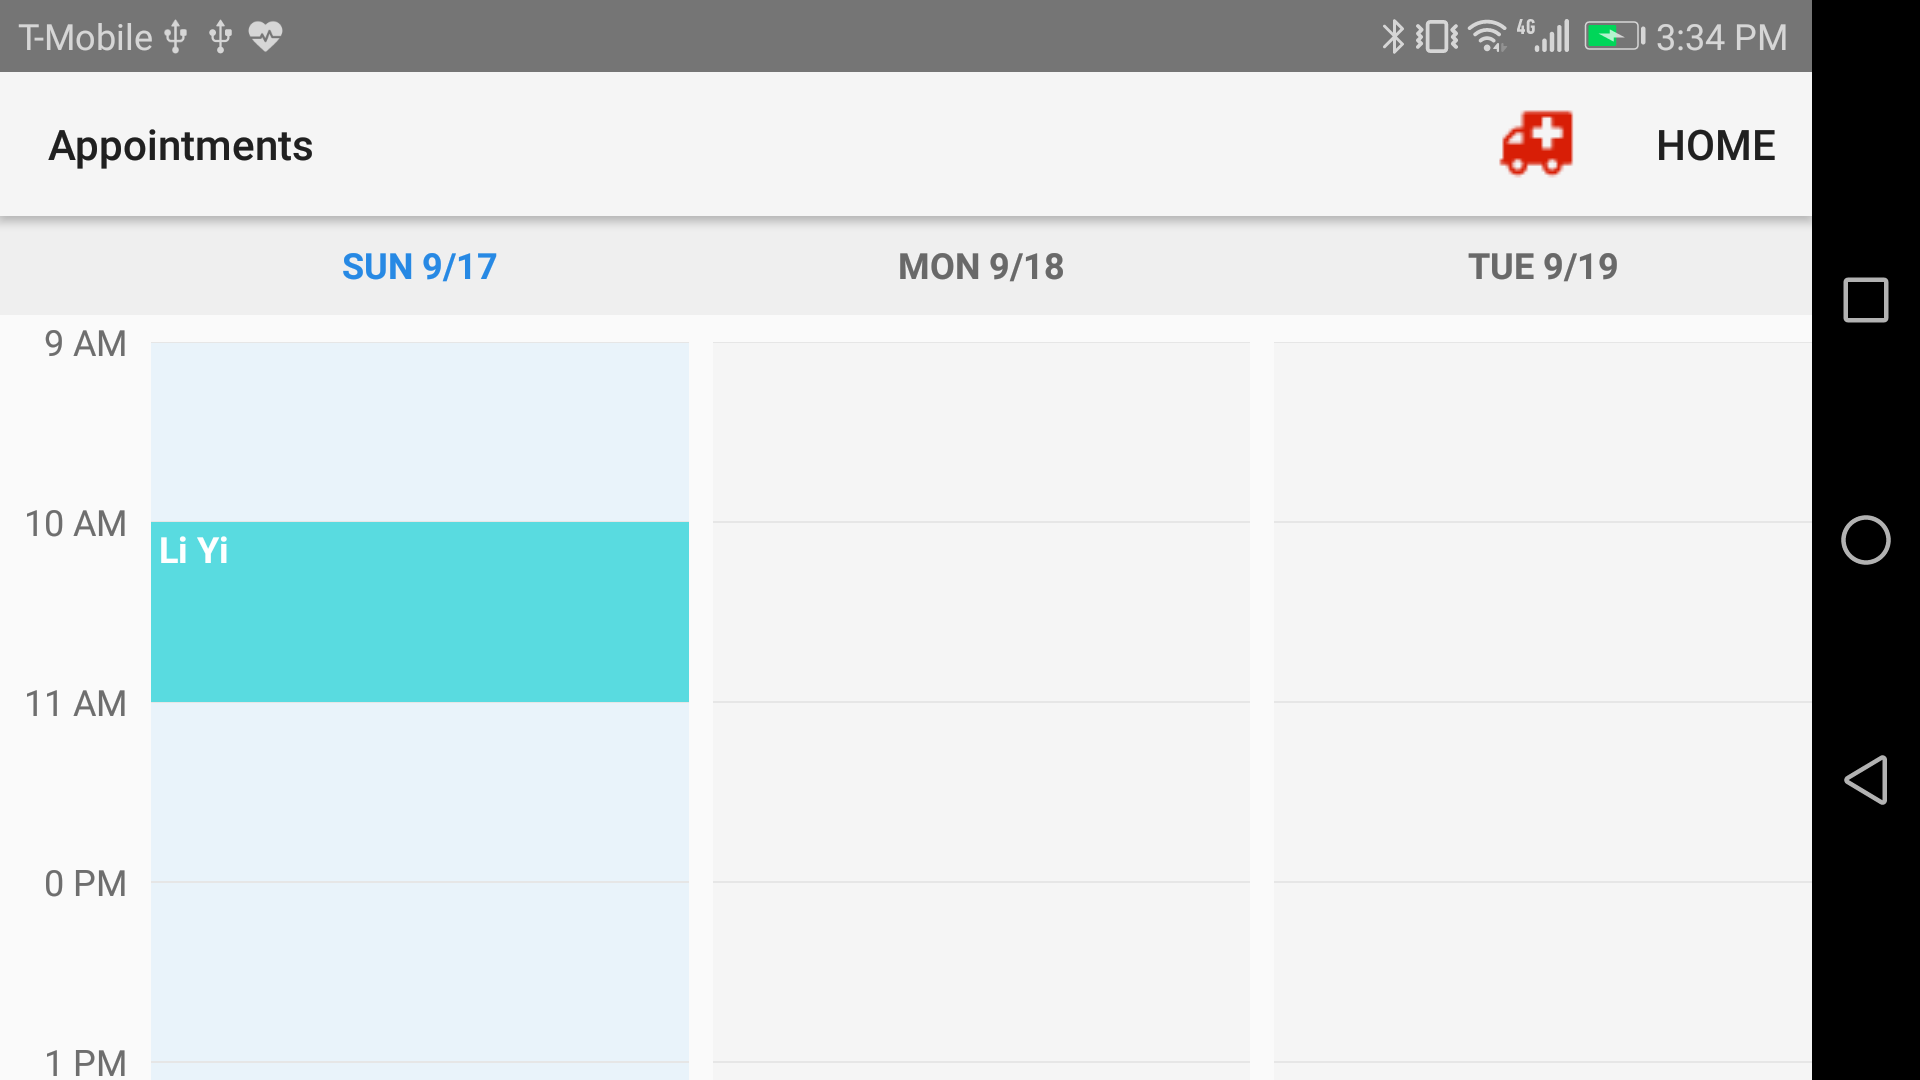 T-Mobile 4G 3:34 PM
Appointments HOME
SUN 9/17 MON 9/18 TUE 9/19
9 AM
10 AM
Li Yi
11 AM
0 PM
1 PM